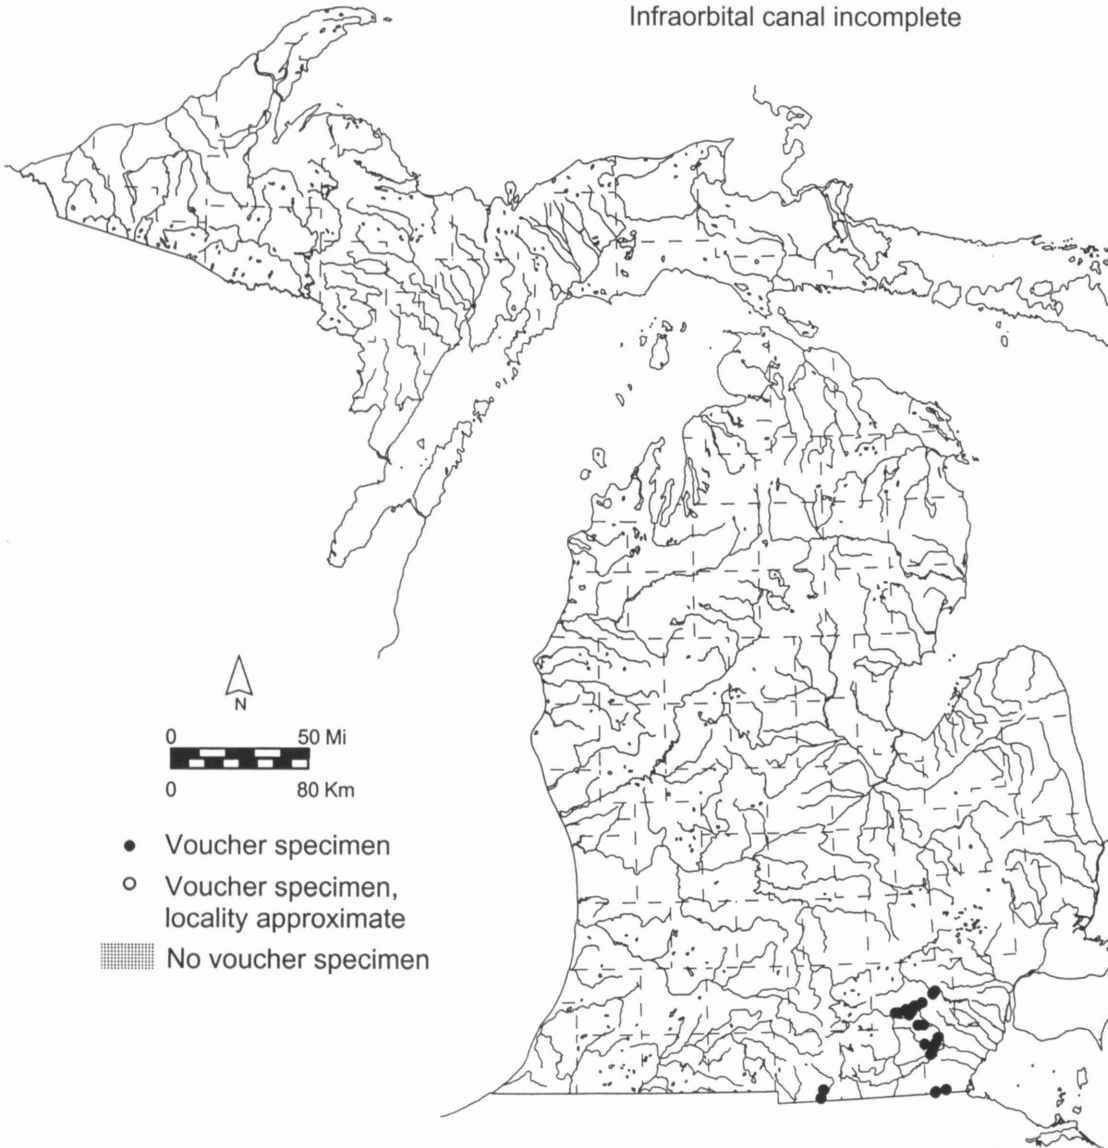 Infraorbital canal incomplete
N
0 50 Mi
0 80 Km
Voucher specimen
Voucher specimen,
locality approximate
No voucher specimen